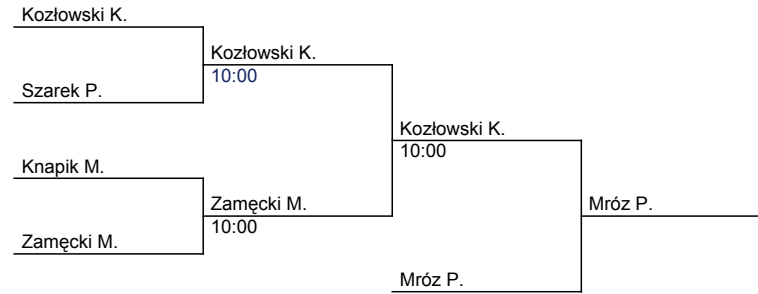 Kozłowski K.
Kozłowski K.
10:00
Szarek P.
Kozłowski K.
10:00
Knapik M.
Zamęcki M.
10:00
Mróz P.
Zamęcki M.
Mróz P.